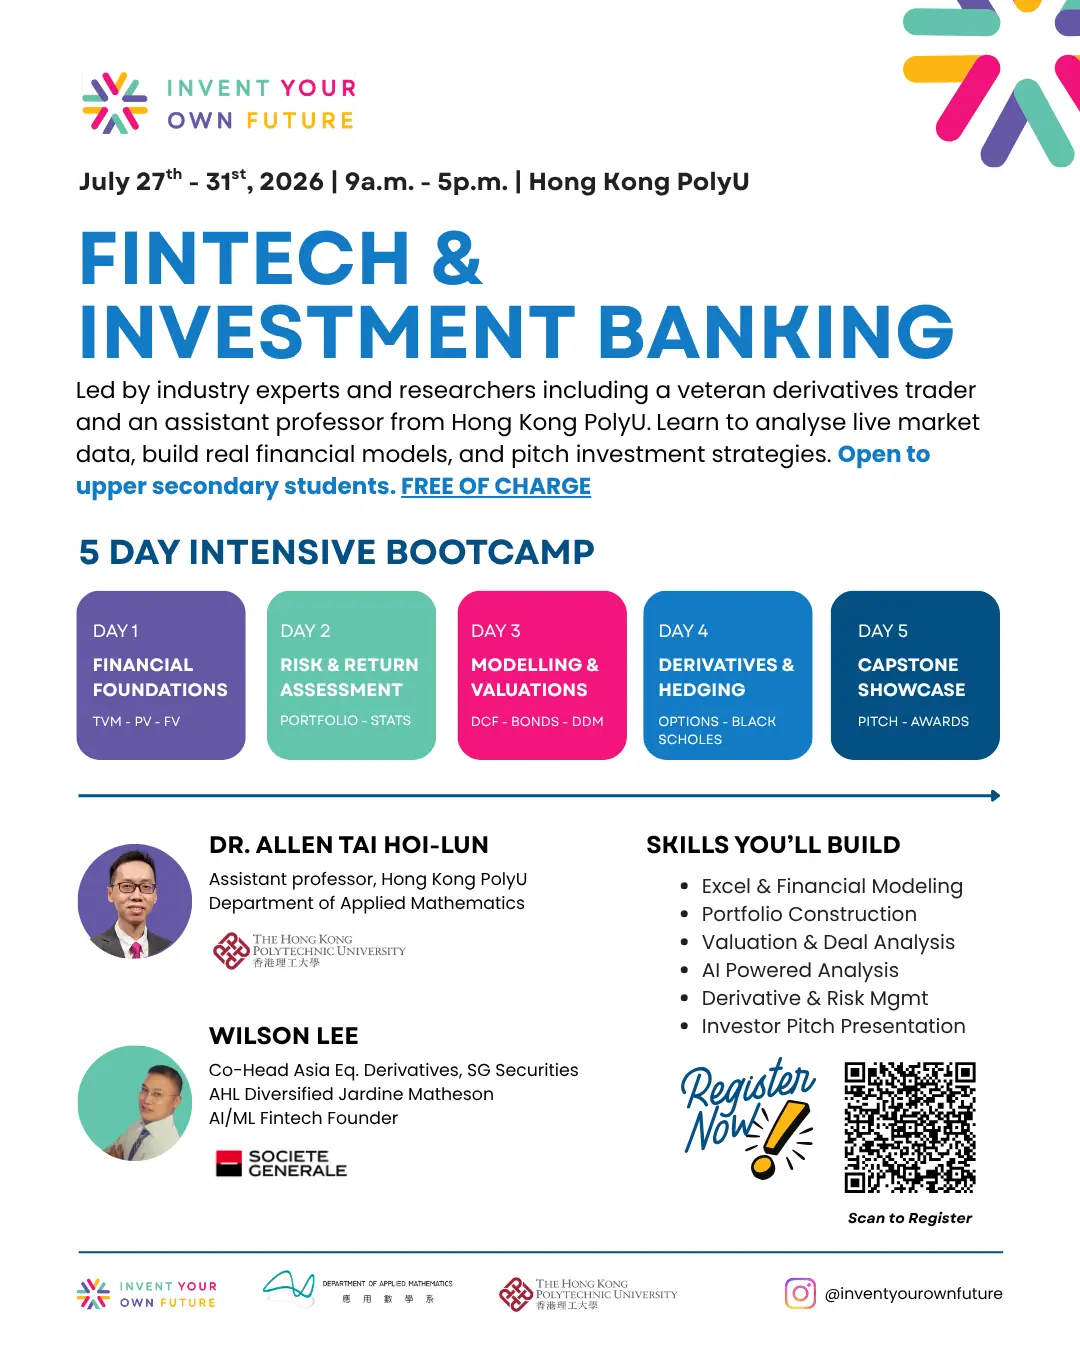 INVENT YOUR
OWN FUTURE
July 27th - 31st, 2026 | 9a.m. - 5p.m. | Hong Kong PolyU
FINTECH &
INVESTMENT BANKING
Led by industry experts and researchers including a veteran derivatives trader
and an assistant professor from Hong Kong PolyU. Learn to analyse live market
data, build real financial models, and pitch investment strategies. Open to
upper secondary students. FREE OF CHARGE
5 DAY INTENSIVE BOOTCAMP
DAY 1
FINANCIAL
FOUNDATIONS
TVM - PV - FV
DAY 2
RISK & RETURN
ASSESSMENT
PORTFOLIO - STATS
DAY 3
MODELLING &
VALUATIONS
DCF - BONDS - DDM
DAY 4
DERIVATIVES &
HEDGING
OPTIONS - BLACK
SCHOLES
DAY 5
CAPSTONE
SHOWCASE
PITCH - AWARDS
DR. ALLEN TAI HOI-LUN
Assistant professor, Hong Kong PolyU
Department of Applied Mathematics
THE HONG KONG
POLYTECHNIC UNIVERSITY
香港理工大學
WILSON LEE
Co-Head Asia Eq. Derivatives, SG Securities
AHL Diversified Jardine Matheson
AI/ML Fintech Founder
SOCIETE
GENERALE
SKILLS YOU'LL BUILD
• Excel & Financial Modeling
• Portfolio Construction
• Valuation & Deal Analysis
• AI Powered Analysis
• Derivative & Risk Mgmt
• Investor Pitch Presentation
Register
Now!
Scan to Register
INVENT YOUR
OWN FUTURE
DEPARTMENT OF APPLIED MATHEMATICS
應用數學系
THE HONG KONG
POLYTECHNIC UNIVERSITY
香港理工大學
@inventyourownfuture